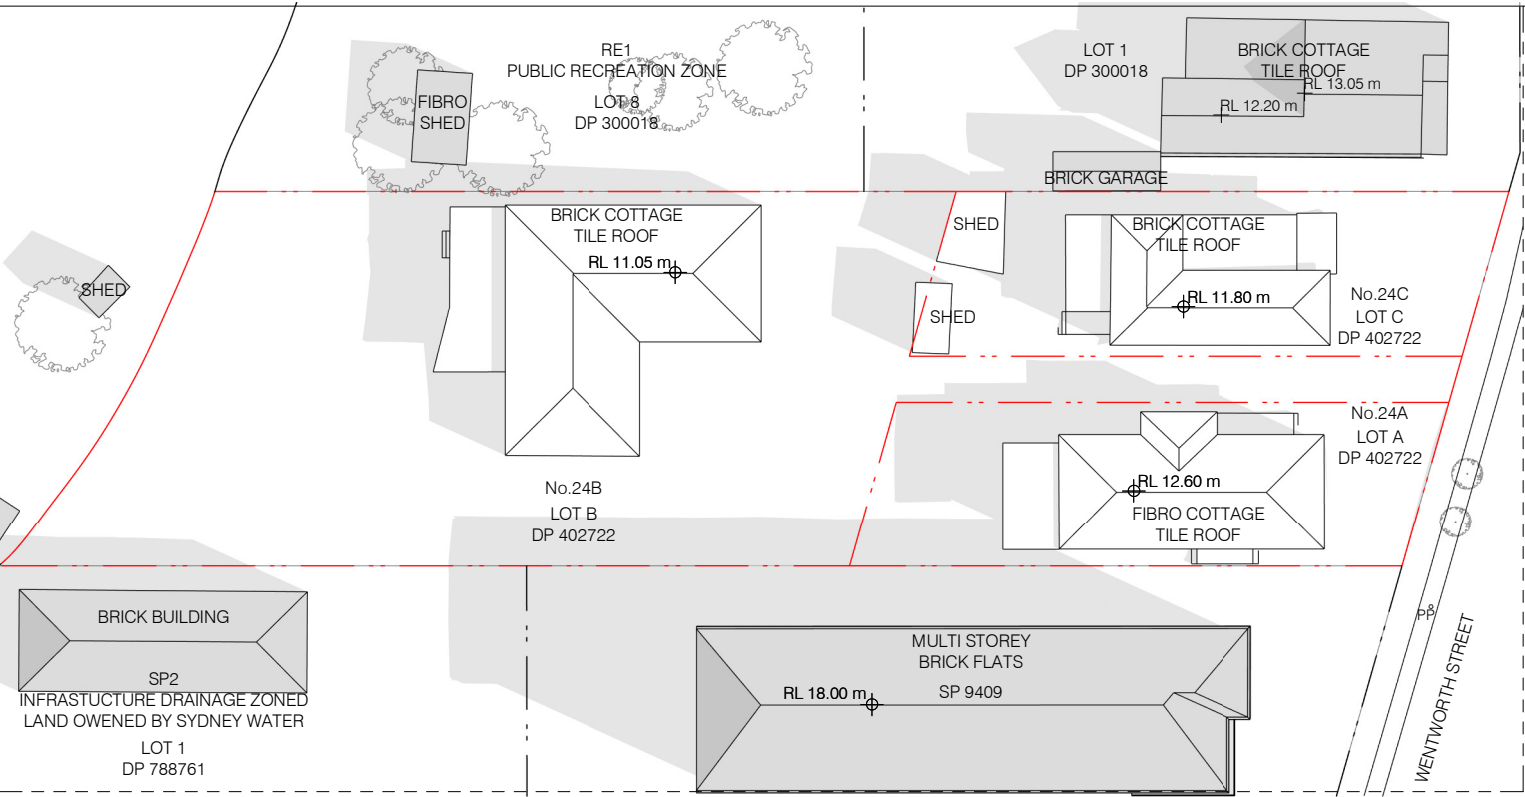 RE1
PUBLIC RECREATION ZONE
LOT 8
DP 300018
LOT 1
DP 300018
BRICK COTTAGE
TILE ROOF
RL 13.05 m
RL 12.20 m
FIBRO
SHED
BRICK GARAGE
BRICK COTTAGE
TILE ROOF
RL 11.05 m
SHED
BRICK COTTAGE
TILE ROOF
RL 11.80 m
No.24C
LOT C
DP 402722
SHED
SHED
No.24A
LOT A
DP 402722
RL 12.60 m
FIBRO COTTAGE
TILE ROOF
No.24B
LOT B
DP 402722
BRICK BUILDING
SP2
INFRASTUCTURE DRAINAGE ZONED
LAND OWENED BY SYDNEY WATER
LOT 1
DP 788761
MULTI STOREY
BRICK FLATS
SP 9409
RL 18.00 m
PP
WENTWORTH STREET